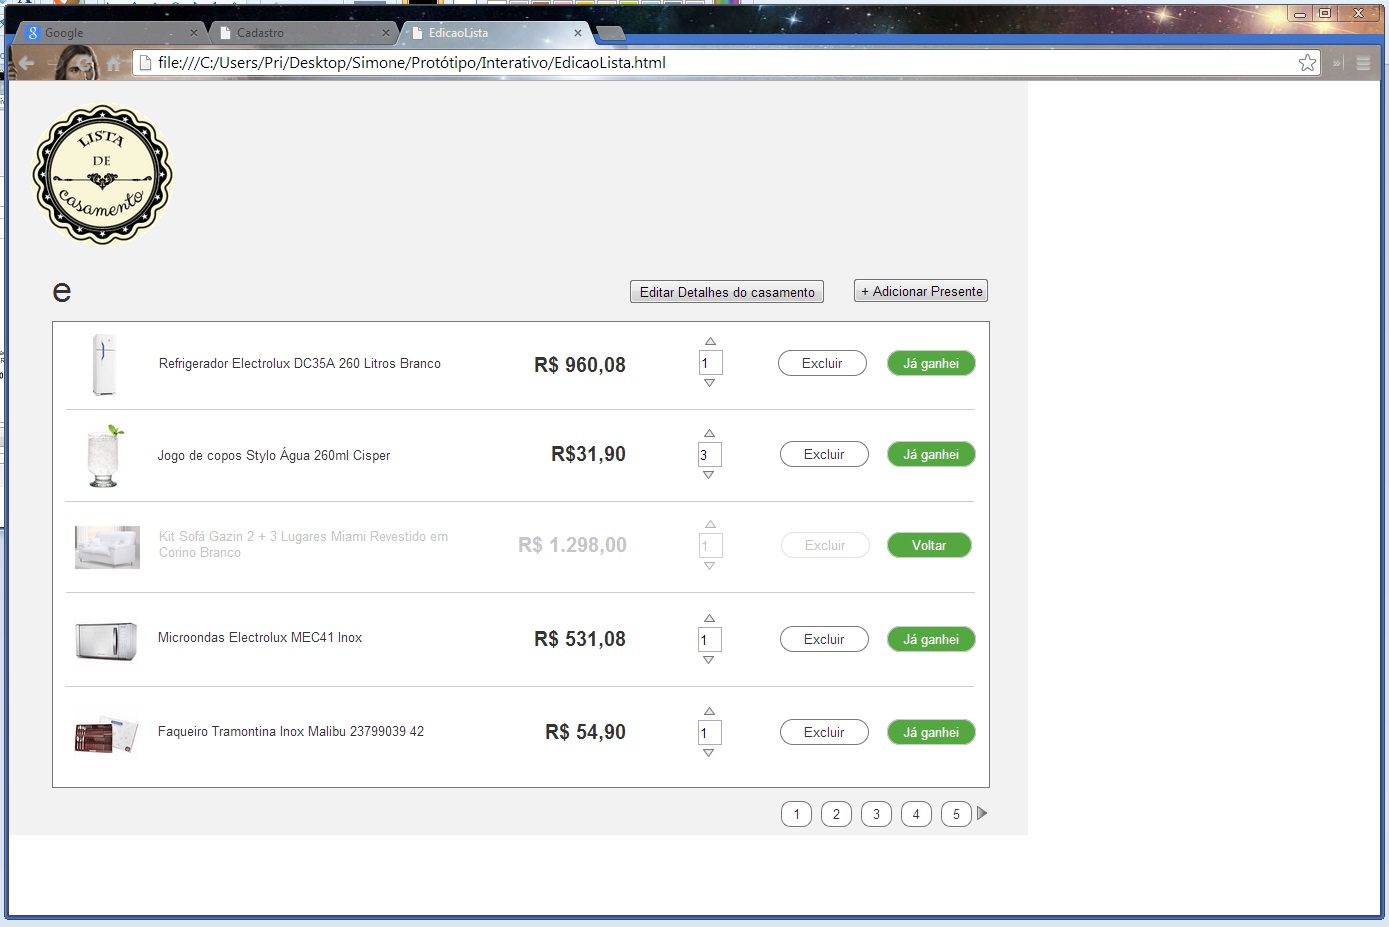 Google
Cadastro
EdicaoLista
file:///C:/Users/Pri/Desktop/Simone/Protótipo/Interativo/EdicaoLista.html
LISTA
DE
casamento
e
Editar Detalhes do casamento
+ Adicionar Presente
Refrigerador Electrolux DC35A 260 Litros Branco R$ 960,08 1 Excluir Já ganhei
Jogo de copos Stylo Água 260ml Cisper R$31,90 3 Excluir Já ganhei
Kit Sofá Gazin 2 + 3 Lugares Miami Revestido em
Corino Branco R$ 1.298,00 1 Excluir Voltar
Microondas Electrolux MEC41 Inox R$ 531,08 1 Excluir Já ganhei
Faqueiro Tramontina Inox Malibu 23799039 42 R$ 54,90 1 Excluir Já ganhei
1 2 3 4 5